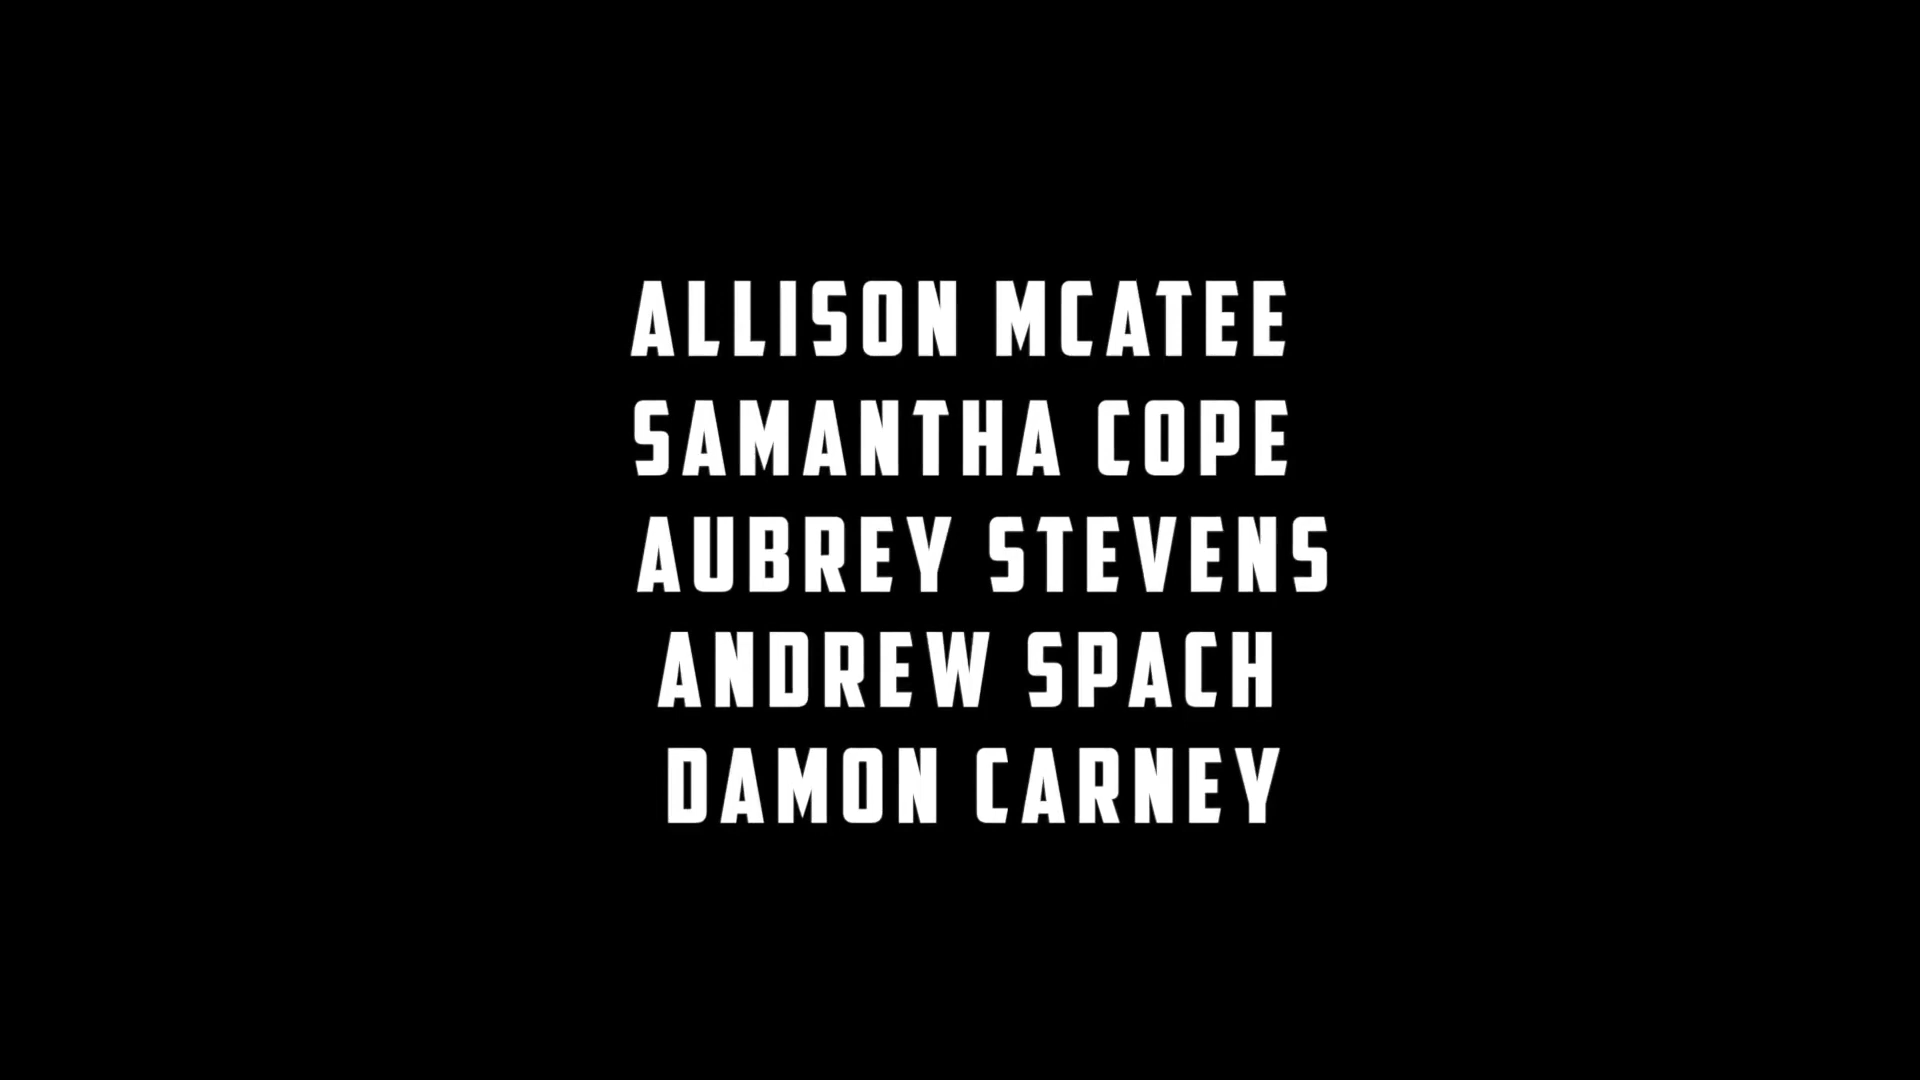 ALLISON MCATEE
SAMANTHA COPE
AUBREY STEVENS
ANDREW SPACH
DAMON CARNEY